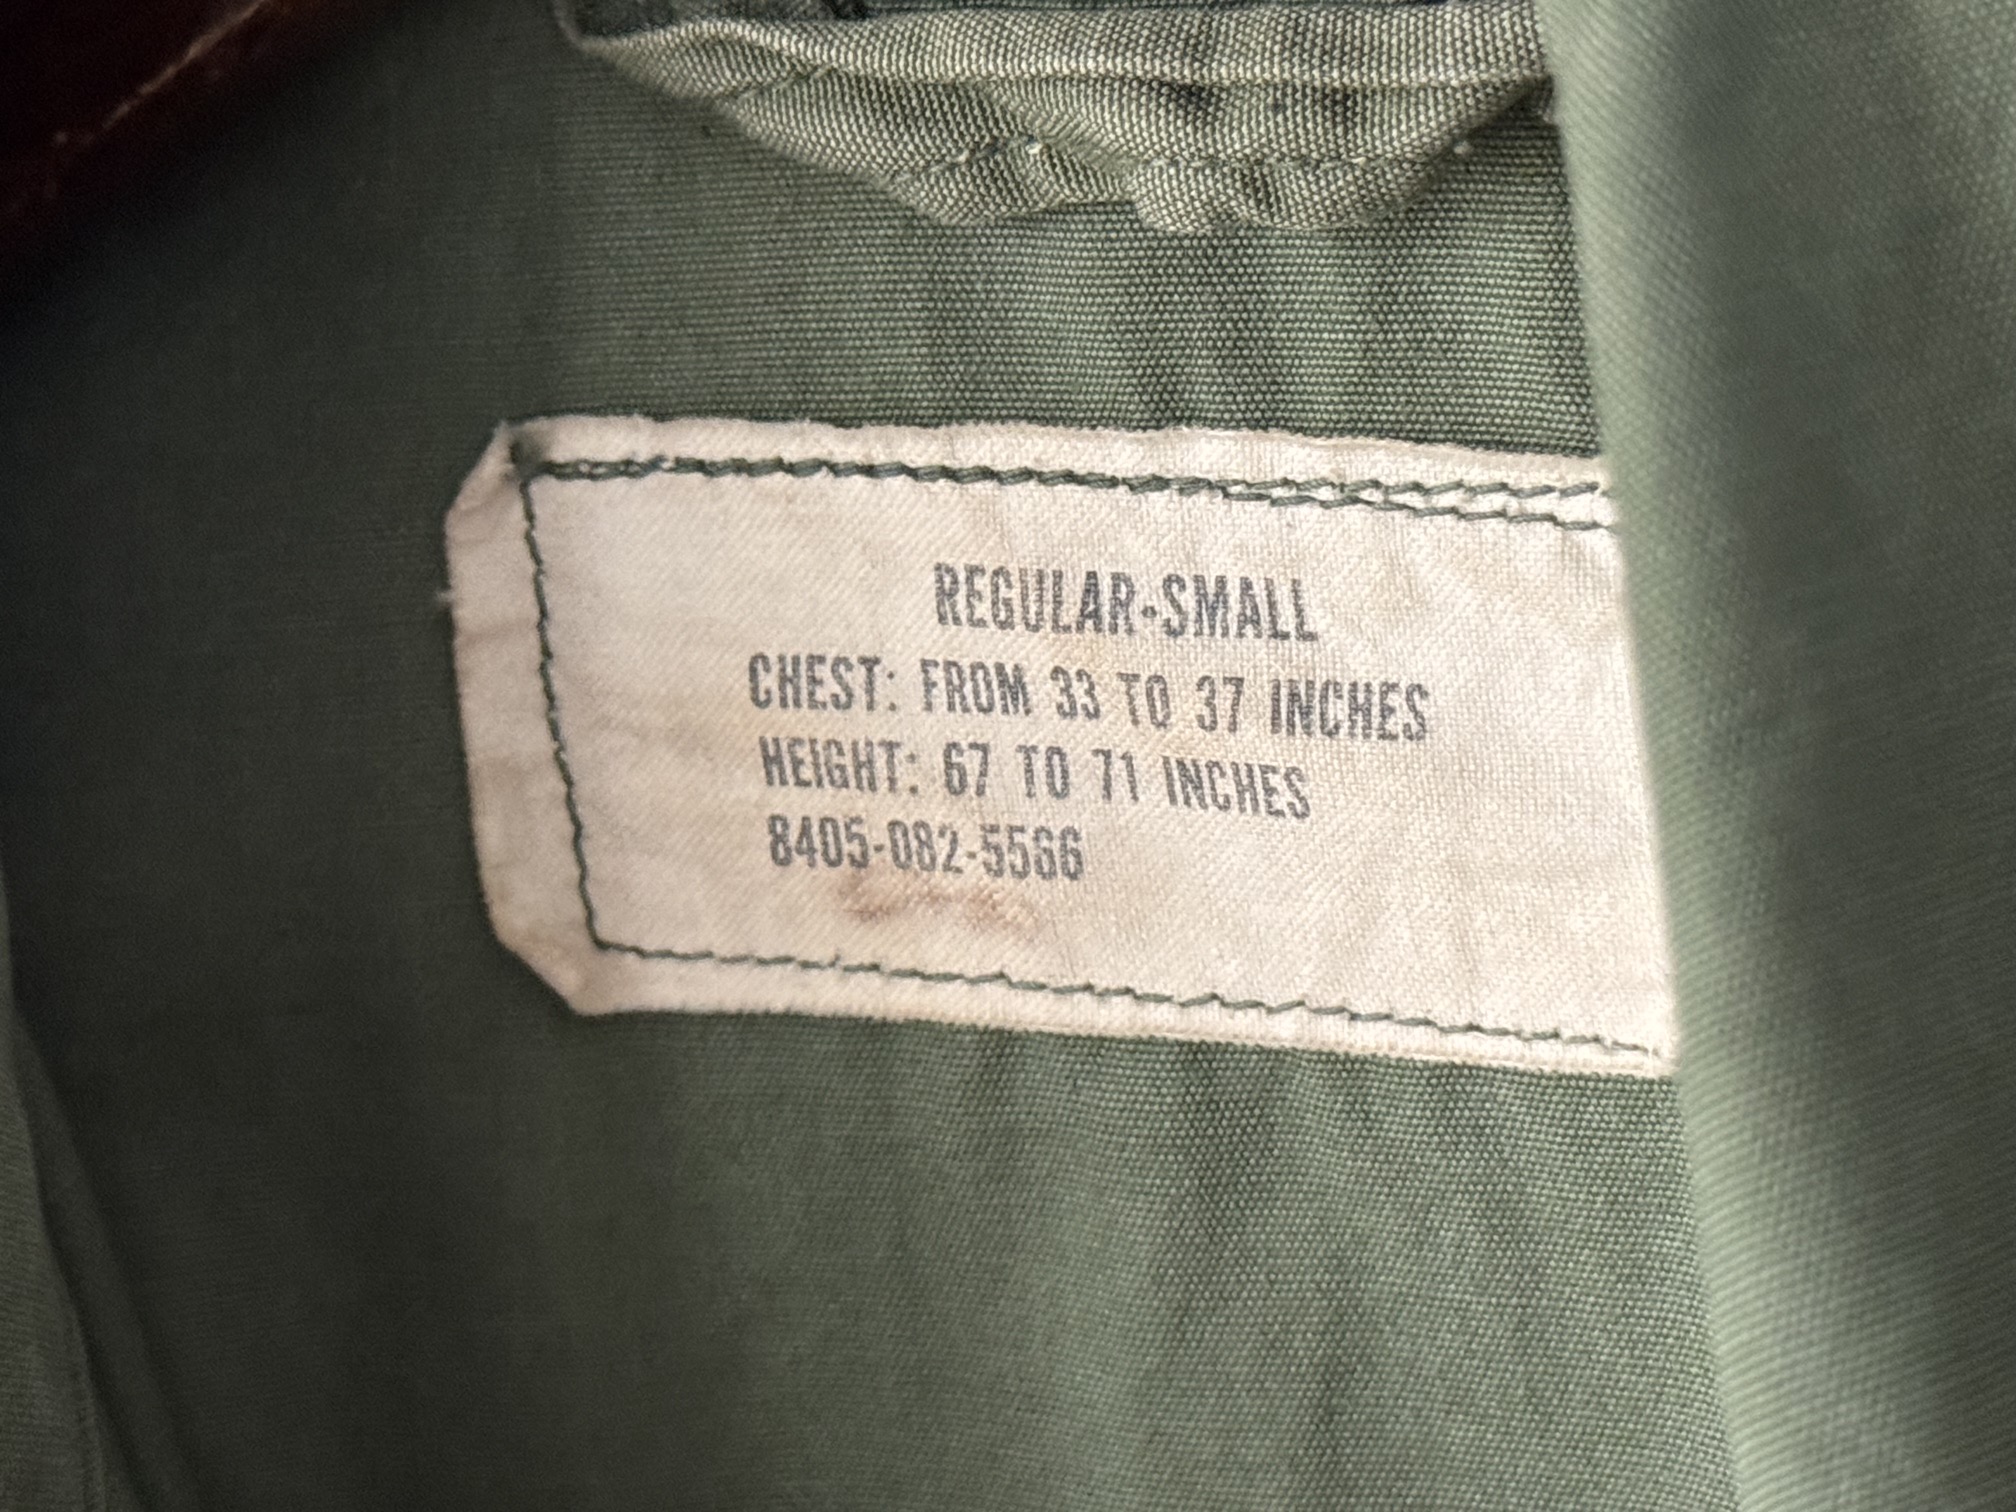 REGULAR-SMALL
CHEST: FROM 33 TO 37 INCHES
HEIGHT: 67 TO 71 INCHES
8405-082-5566